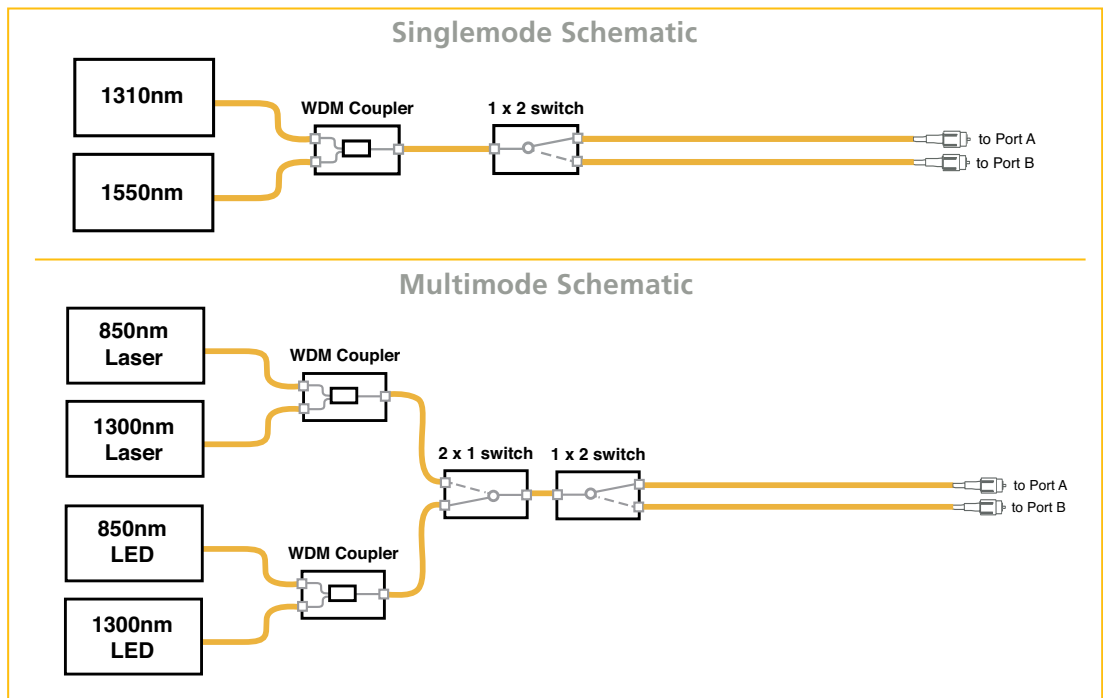 Singlemode Schematic
1310nm
WDM Coupler
1 x 2 switch
to Port A
to Port B
1550nm
Multimode Schematic
850nm
Laser
WDM Coupler
1300nm
Laser
2 x 1 switch
1 x 2 switch
to Port A
to Port B
850nm
LED
WDM Coupler
1300nm
LED